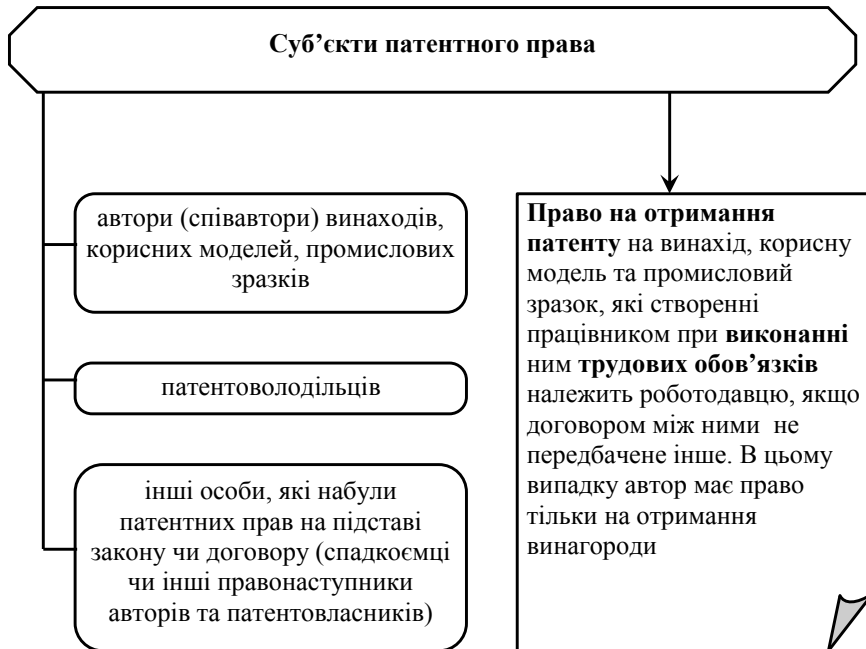 Суб’єкти патентного права
автори (співавтори) винаходів,
корисних моделей, промислових
зразків
патентоволодільців
інші особи, які набули
патентних прав на підставі
закону чи договору (спадкоємці
чи інші правонаступники
авторів та патентовласників)
Право на отримання
патенту на винахід, корисну
модель та промисловий
зразок, які створенні
працівником при виконанні
ним трудових обов’язків
належить роботодавцю, якщо
договором між ними не
передбачене інше. В цьому
випадку автор має право
тільки на отримання
винагороди